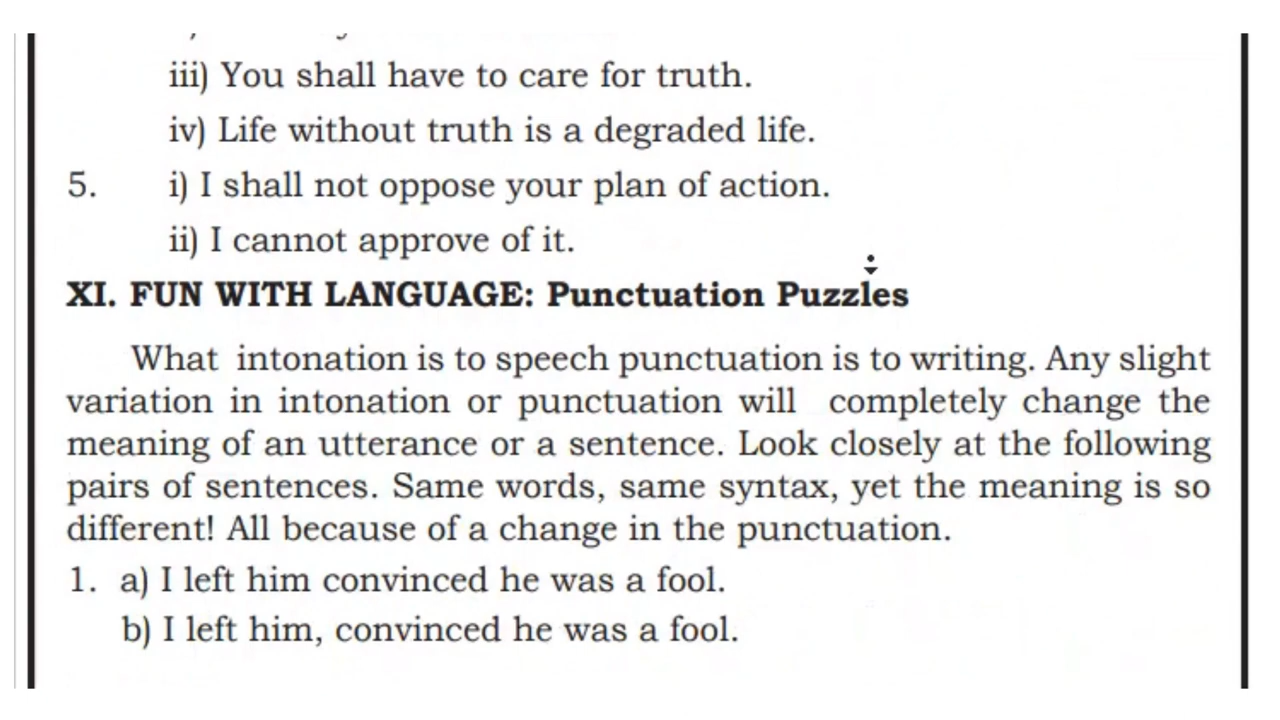 iii) You shall have to care for truth.
iv) Life without truth is a degraded life.
5. i) I shall not oppose your plan of action.
ii) I cannot approve of it.
XI. FUN WITH LANGUAGE: Punctuation Puzzles
What intonation is to speech punctuation is to writing. Any slight
variation in intonation or punctuation will completely change the
meaning of an utterance or a sentence. Look closely at the following
pairs of sentences. Same words, same syntax, yet the meaning is so
different! All because of a change in the punctuation.
1. a) I left him convinced he was a fool.
b) I left him, convinced he was a fool.